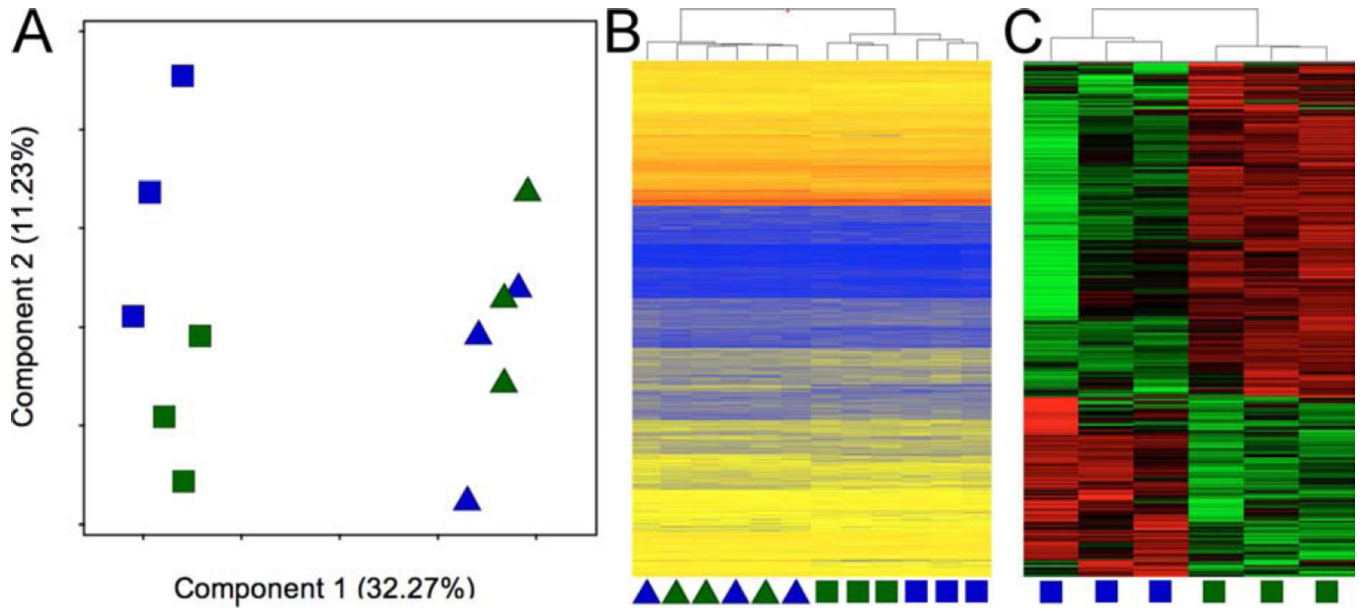 A
B
C
Component 2 (11.23%)
Component 1 (32.27%)